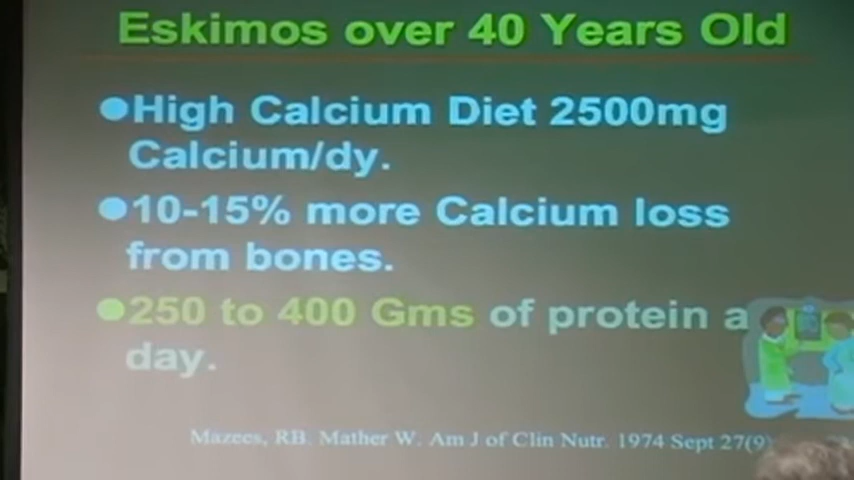 Eskimos over 40 Years Old
●High Calcium Diet 2500mg
Calcium/dy.
●10-15% more Calcium loss
from bones.
●250 to 400 Gms of protein a
day.
Mazees, RB. Mather W. Am J of Clin Nutr. 1974 Sept 27(9)